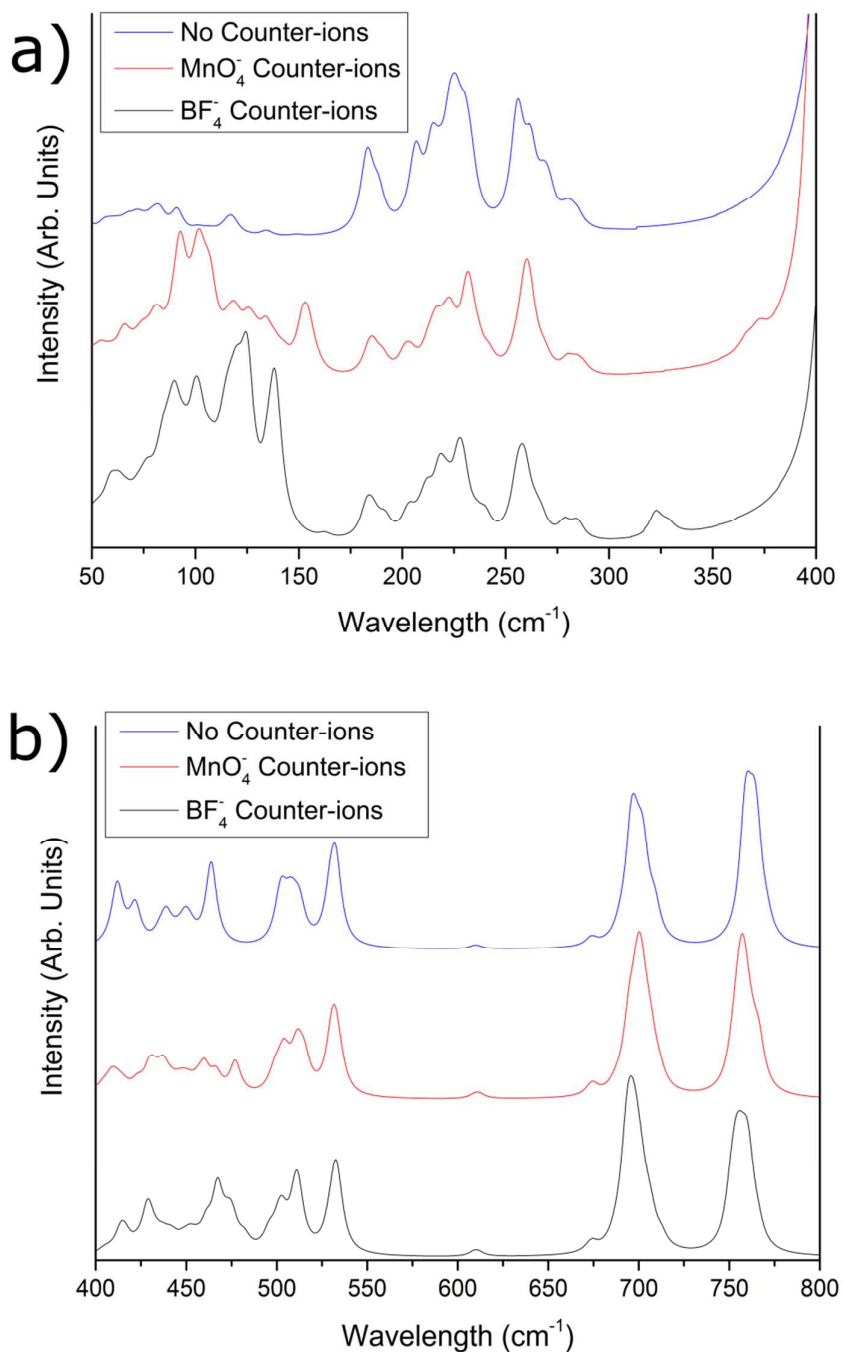 a)
No Counter-ions
MnO₄⁻ Counter-ions
BF₄⁻ Counter-ions
Intensity (Arb. Units)
50 100 150 200 250 300 350 400
Wavelength (cm⁻¹)
b)
No Counter-ions
MnO₄⁻ Counter-ions
BF₄⁻ Counter-ions
Intensity (Arb. Units)
400 450 500 550 600 650 700 750 800
Wavelength (cm⁻¹)